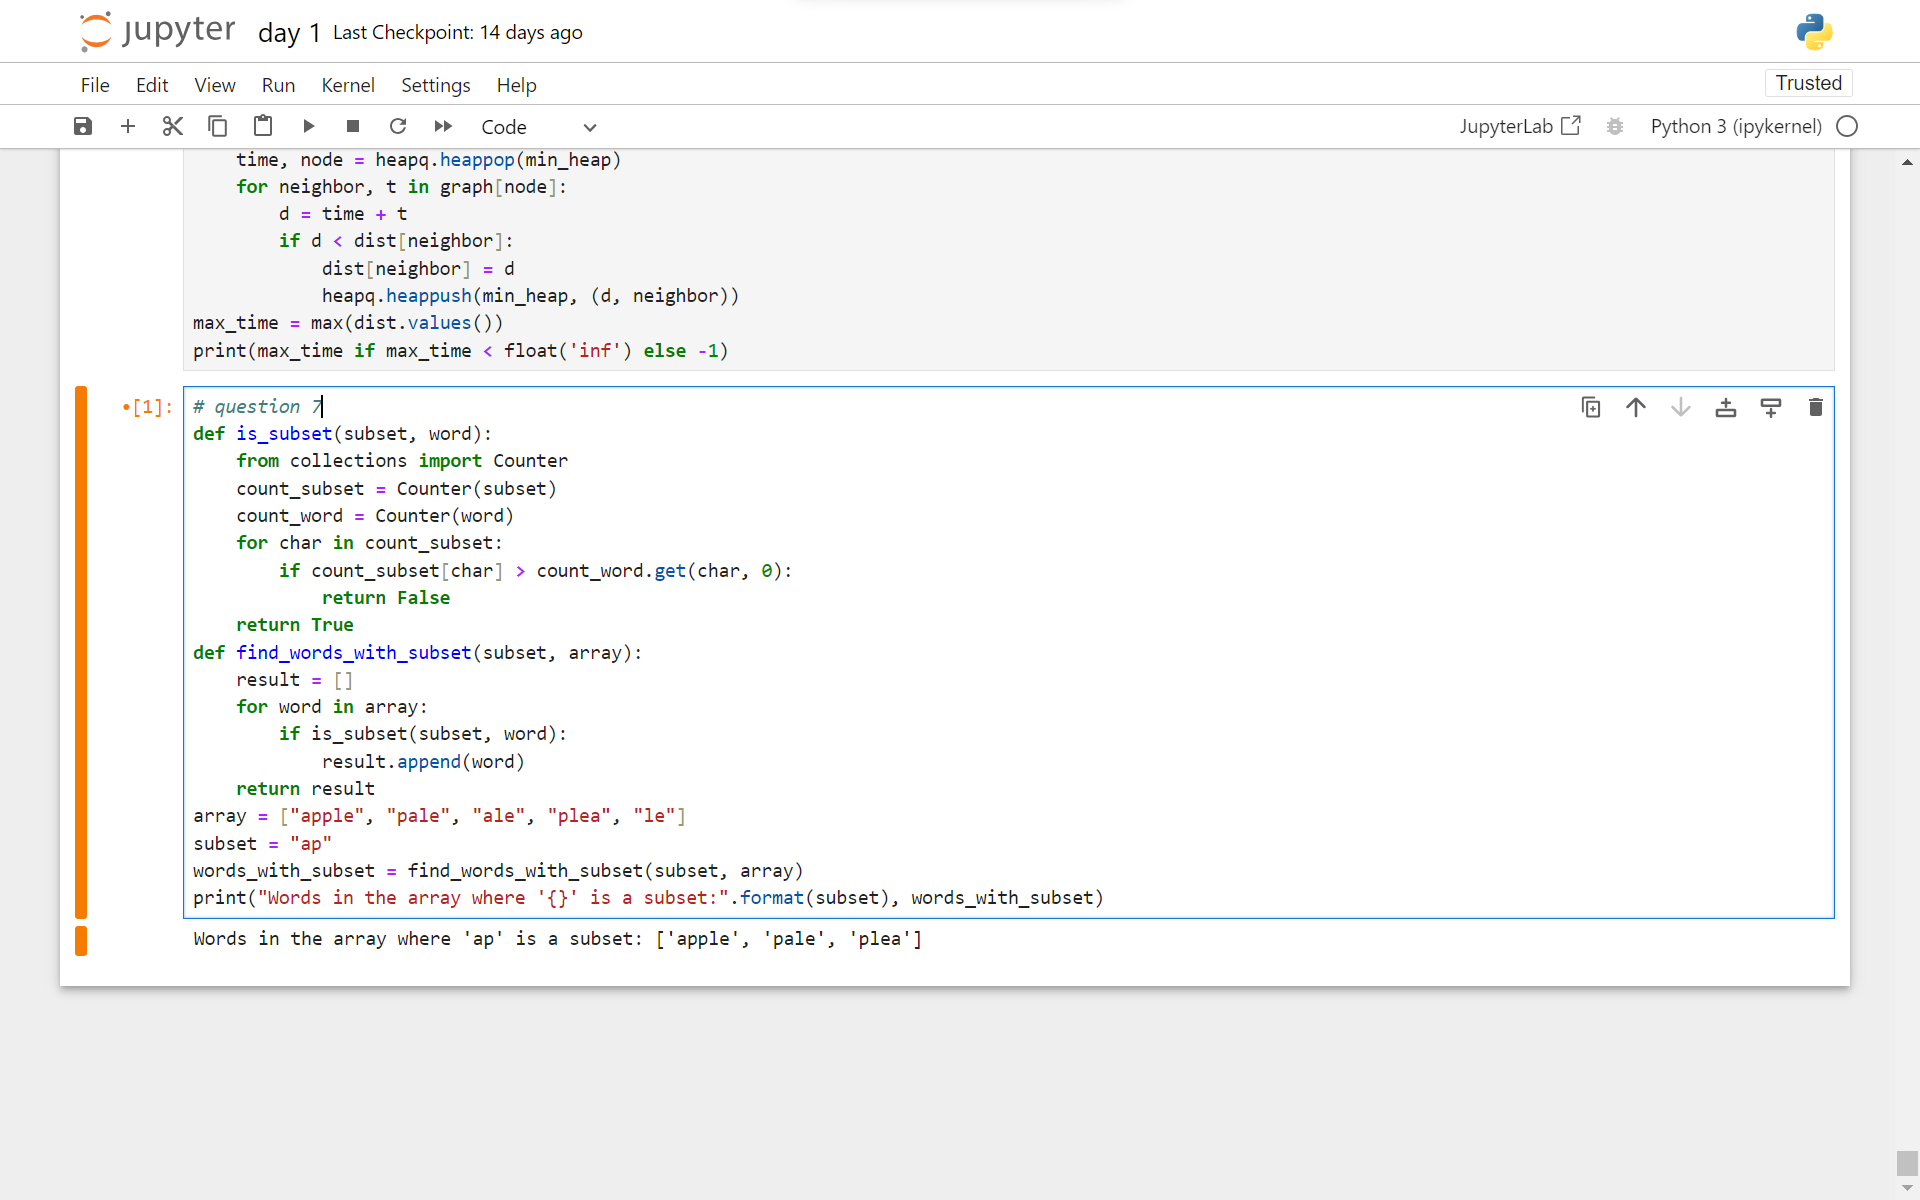 jupyter day 1 Last Checkpoint: 14 days ago
File Edit View Run Kernel Settings Help Trusted
Code JupyterLab Python 3 (ipykernel)
    time, node = heapq.heappop(min_heap)
    for neighbor, t in graph[node]:
        d = time + t
        if d < dist[neighbor]:
            dist[neighbor] = d
            heapq.heappush(min_heap, (d, neighbor))
max_time = max(dist.values())
print(max_time if max_time < float('inf') else -1)
•[1]: # question 7
def is_subset(subset, word):
    from collections import Counter
    count_subset = Counter(subset)
    count_word = Counter(word)
    for char in count_subset:
        if count_subset[char] > count_word.get(char, 0):
            return False
    return True
def find_words_with_subset(subset, array):
    result = []
    for word in array:
        if is_subset(subset, word):
            result.append(word)
    return result
array = ["apple", "pale", "ale", "plea", "le"]
subset = "ap"
words_with_subset = find_words_with_subset(subset, array)
print("Words in the array where '{}' is a subset:".format(subset), words_with_subset)
Words in the array where 'ap' is a subset: ['apple', 'pale', 'plea']